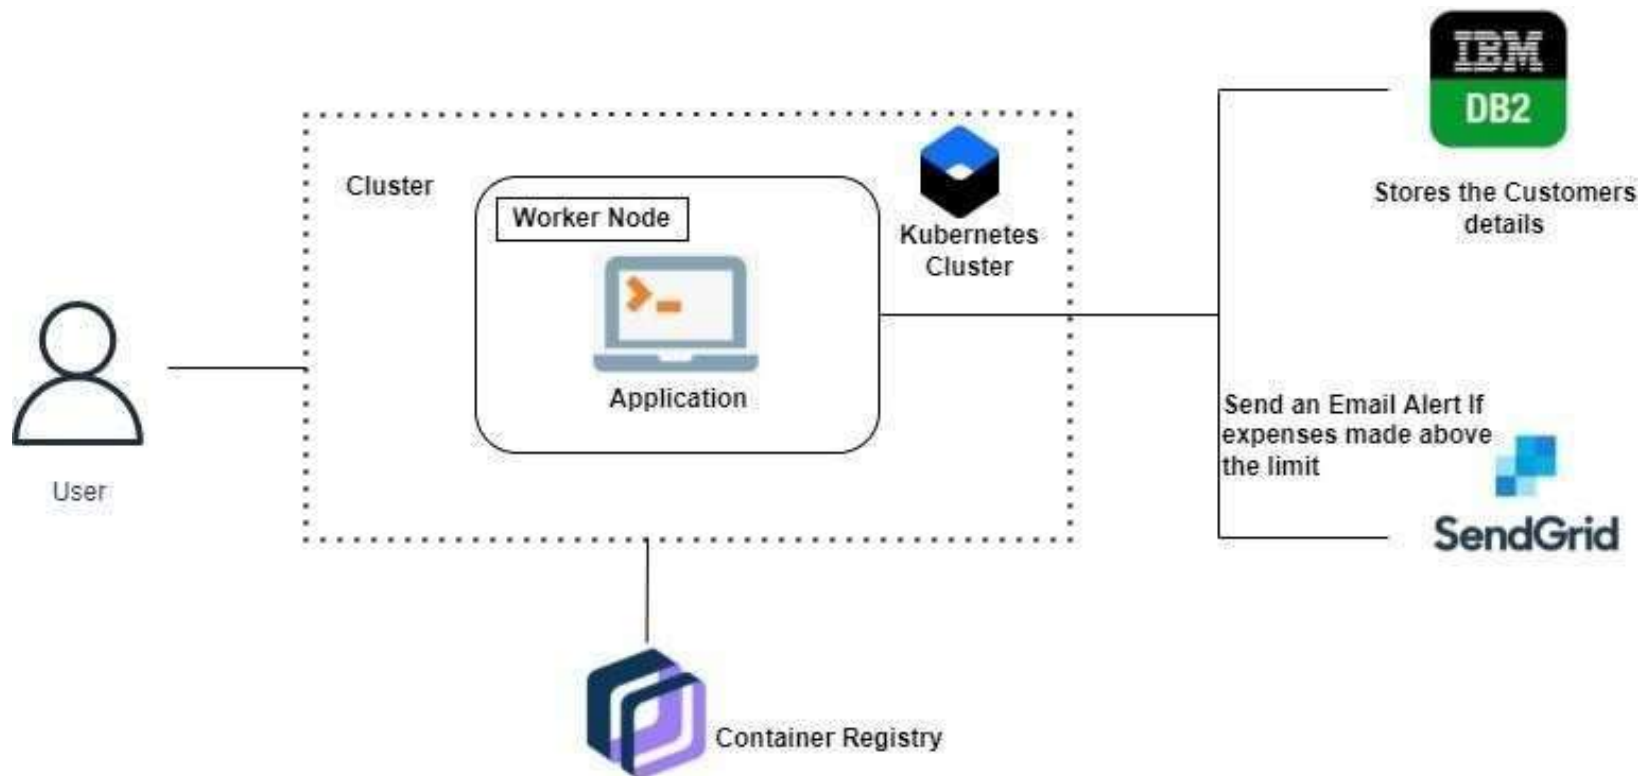 IBM
DB2
Stores the Customers
details
Cluster
Worker Node
Kubernetes
Cluster
Application
User
Send an Email Alert If
expenses made above
the limit
SendGrid
Container Registry